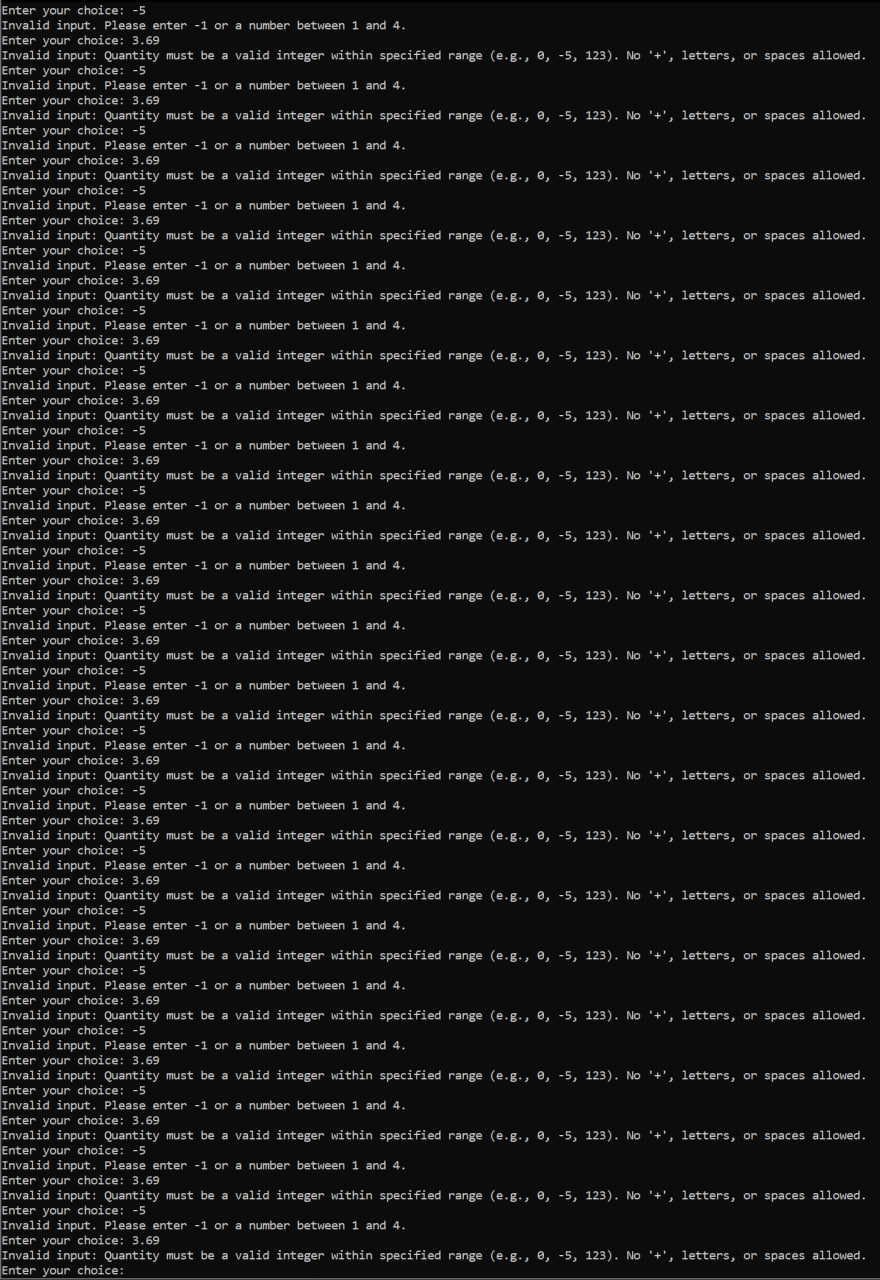 Enter your choice: -5
Invalid input. Please enter -1 or a number between 1 and 4.
Enter your choice: 3.69
Invalid input: Quantity must be a valid integer within specified range (e.g., 0, -5, 123). No '+', letters, or spaces allowed.
Enter your choice: -5
Invalid input. Please enter -1 or a number between 1 and 4.
Enter your choice: 3.69
Invalid input: Quantity must be a valid integer within specified range (e.g., 0, -5, 123). No '+', letters, or spaces allowed.
Enter your choice: -5
Invalid input. Please enter -1 or a number between 1 and 4.
Enter your choice: 3.69
Invalid input: Quantity must be a valid integer within specified range (e.g., 0, -5, 123). No '+', letters, or spaces allowed.
Enter your choice: -5
Invalid input. Please enter -1 or a number between 1 and 4.
Enter your choice: 3.69
Invalid input: Quantity must be a valid integer within specified range (e.g., 0, -5, 123). No '+', letters, or spaces allowed.
Enter your choice: -5
Invalid input. Please enter -1 or a number between 1 and 4.
Enter your choice: 3.69
Invalid input: Quantity must be a valid integer within specified range (e.g., 0, -5, 123). No '+', letters, or spaces allowed.
Enter your choice: -5
Invalid input. Please enter -1 or a number between 1 and 4.
Enter your choice: 3.69
Invalid input: Quantity must be a valid integer within specified range (e.g., 0, -5, 123). No '+', letters, or spaces allowed.
Enter your choice: -5
Invalid input. Please enter -1 or a number between 1 and 4.
Enter your choice: 3.69
Invalid input: Quantity must be a valid integer within specified range (e.g., 0, -5, 123). No '+', letters, or spaces allowed.
Enter your choice: -5
Invalid input. Please enter -1 or a number between 1 and 4.
Enter your choice: 3.69
Invalid input: Quantity must be a valid integer within specified range (e.g., 0, -5, 123). No '+', letters, or spaces allowed.
Enter your choice: -5
Invalid input. Please enter -1 or a number between 1 and 4.
Enter your choice: 3.69
Invalid input: Quantity must be a valid integer within specified range (e.g., 0, -5, 123). No '+', letters, or spaces allowed.
Enter your choice: -5
Invalid input. Please enter -1 or a number between 1 and 4.
Enter your choice: 3.69
Invalid input: Quantity must be a valid integer within specified range (e.g., 0, -5, 123). No '+', letters, or spaces allowed.
Enter your choice: -5
Invalid input. Please enter -1 or a number between 1 and 4.
Enter your choice: 3.69
Invalid input: Quantity must be a valid integer within specified range (e.g., 0, -5, 123). No '+', letters, or spaces allowed.
Enter your choice: -5
Invalid input. Please enter -1 or a number between 1 and 4.
Enter your choice: 3.69
Invalid input: Quantity must be a valid integer within specified range (e.g., 0, -5, 123). No '+', letters, or spaces allowed.
Enter your choice: -5
Invalid input. Please enter -1 or a number between 1 and 4.
Enter your choice: 3.69
Invalid input: Quantity must be a valid integer within specified range (e.g., 0, -5, 123). No '+', letters, or spaces allowed.
Enter your choice: -5
Invalid input. Please enter -1 or a number between 1 and 4.
Enter your choice: 3.69
Invalid input: Quantity must be a valid integer within specified range (e.g., 0, -5, 123). No '+', letters, or spaces allowed.
Enter your choice: -5
Invalid input. Please enter -1 or a number between 1 and 4.
Enter your choice: 3.69
Invalid input: Quantity must be a valid integer within specified range (e.g., 0, -5, 123). No '+', letters, or spaces allowed.
Enter your choice: -5
Invalid input. Please enter -1 or a number between 1 and 4.
Enter your choice: 3.69
Invalid input: Quantity must be a valid integer within specified range (e.g., 0, -5, 123). No '+', letters, or spaces allowed.
Enter your choice: -5
Invalid input. Please enter -1 or a number between 1 and 4.
Enter your choice: 3.69
Invalid input: Quantity must be a valid integer within specified range (e.g., 0, -5, 123). No '+', letters, or spaces allowed.
Enter your choice: -5
Invalid input. Please enter -1 or a number between 1 and 4.
Enter your choice: 3.69
Invalid input: Quantity must be a valid integer within specified range (e.g., 0, -5, 123). No '+', letters, or spaces allowed.
Enter your choice: -5
Invalid input. Please enter -1 or a number between 1 and 4.
Enter your choice: 3.69
Invalid input: Quantity must be a valid integer within specified range (e.g., 0, -5, 123). No '+', letters, or spaces allowed.
Enter your choice: -5
Invalid input. Please enter -1 or a number between 1 and 4.
Enter your choice: 3.69
Invalid input: Quantity must be a valid integer within specified range (e.g., 0, -5, 123). No '+', letters, or spaces allowed.
Enter your choice: -5
Invalid input. Please enter -1 or a number between 1 and 4.
Enter your choice: 3.69
Invalid input: Quantity must be a valid integer within specified range (e.g., 0, -5, 123). No '+', letters, or spaces allowed.
Enter your choice: